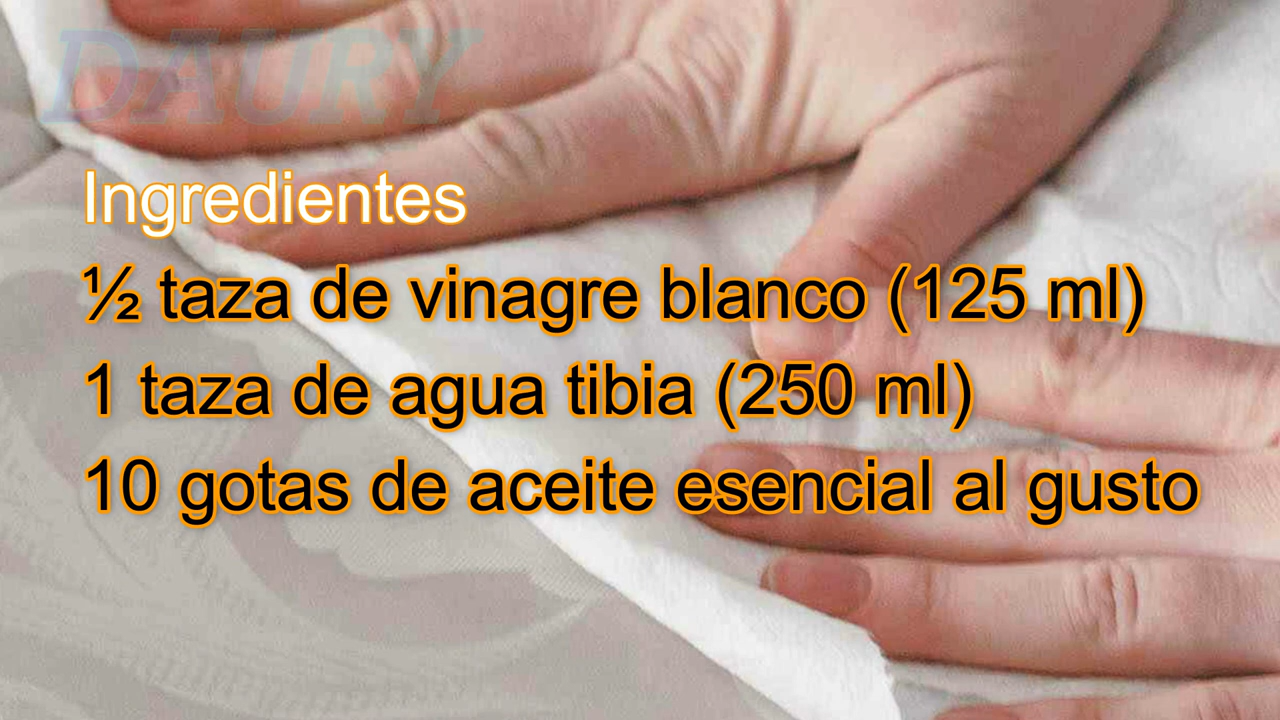 DAURY
Ingredientes
½ taza de vinagre blanco (125 ml)
1 taza de agua tibia (250 ml)
10 gotas de aceite esencial al gusto